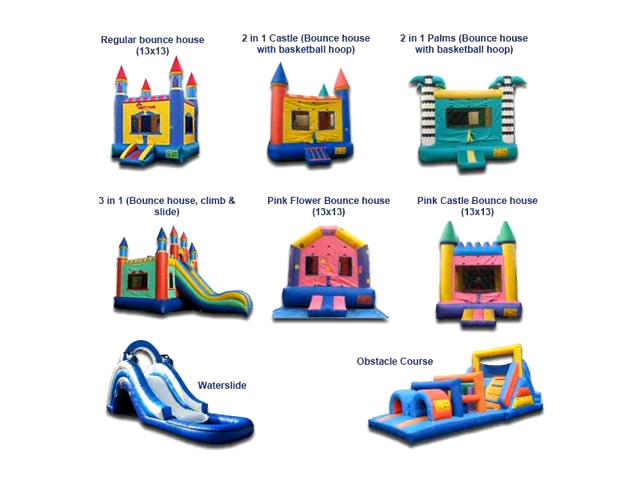 Regular bounce house
(13x13)
2 in 1 Castle (Bounce house
with basketball hoop)
2 in 1 Palms (Bounce house
with basketball hoop)
3 in 1 (Bounce house, climb &
slide)
Pink Flower Bounce house
(13x13)
Pink Castle Bounce house
(13x13)
Waterslide
Obstacle Course